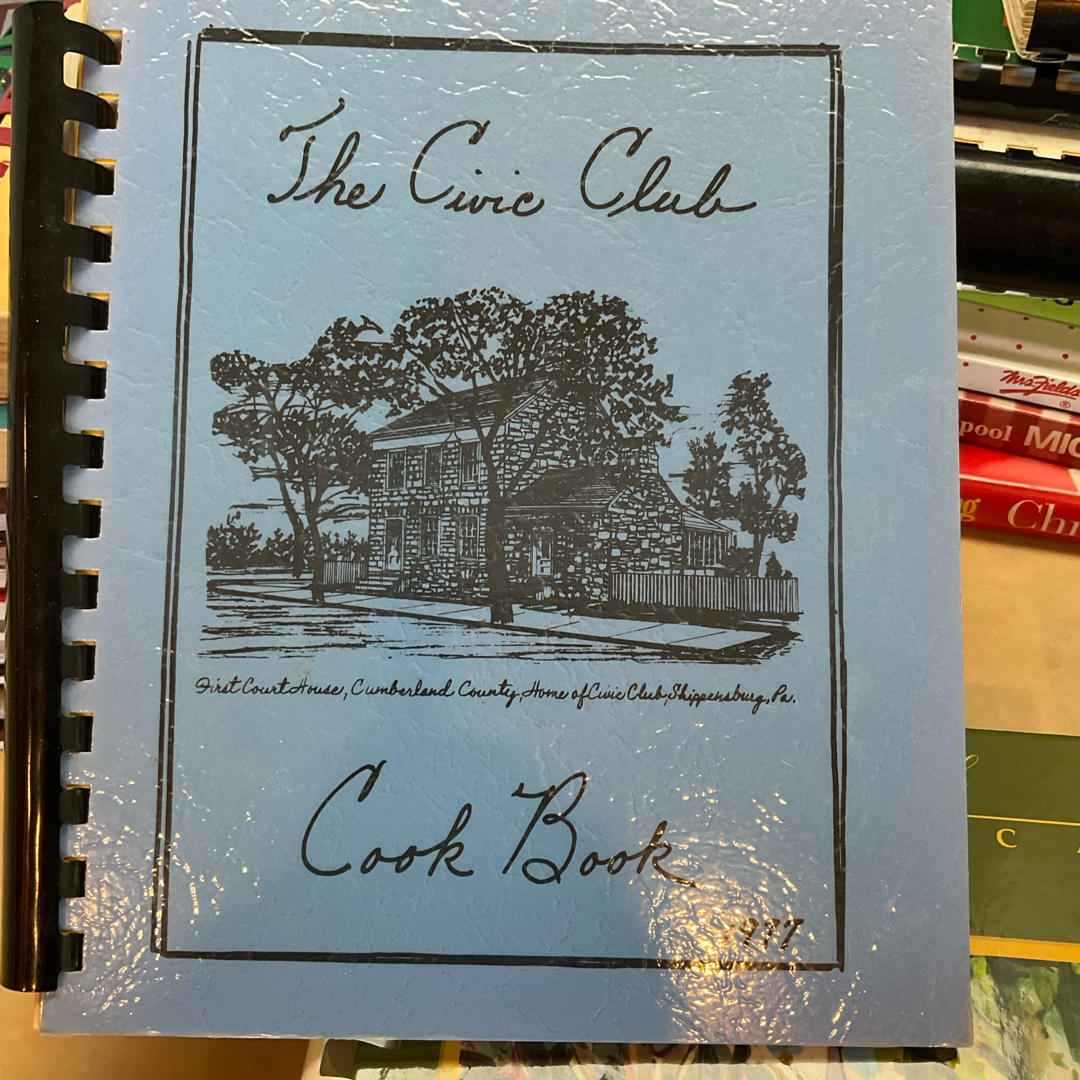 The Civic Club
First Court House, Cumberland County, Home of Civic Club, Shippensburg, Pa.
Cook Book
1977
Mrs. Fields
®
pool MIC
Chr
C